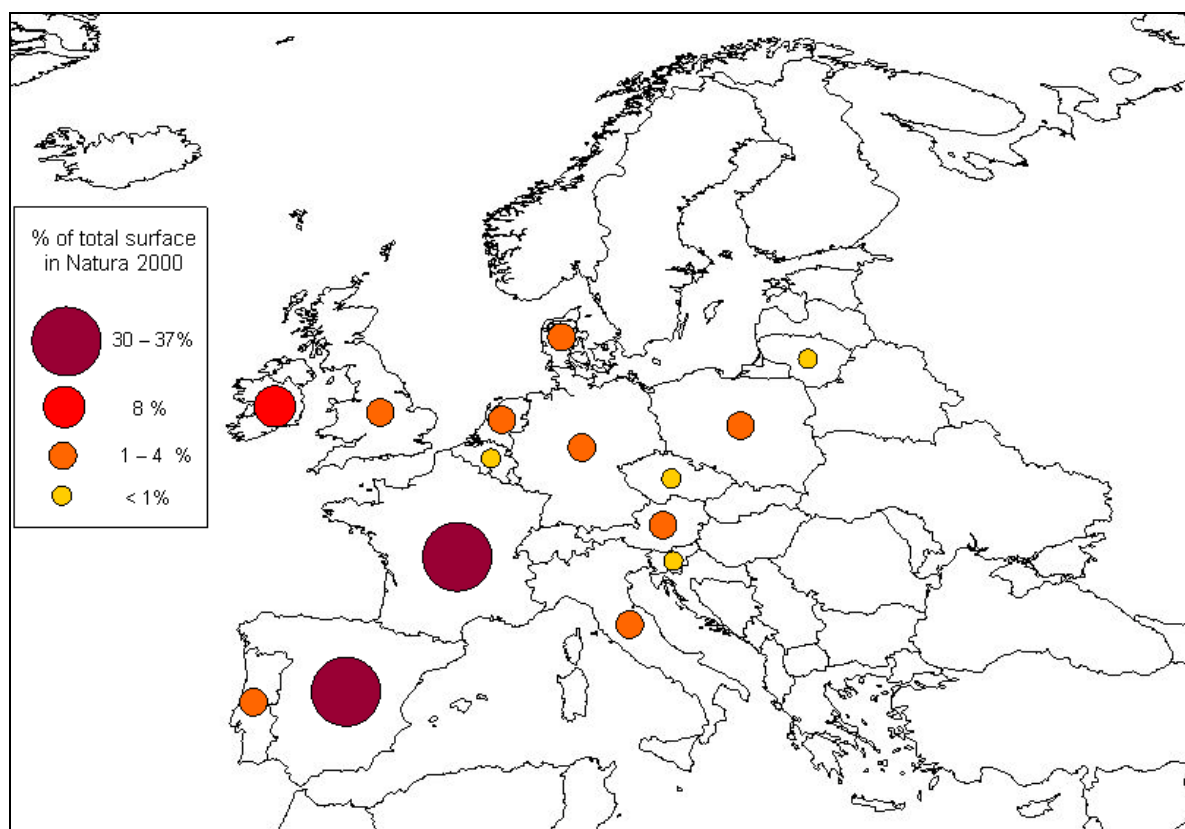 % of total surface
in Natura 2000
30 – 37%
8 %
1 – 4 %
< 1%